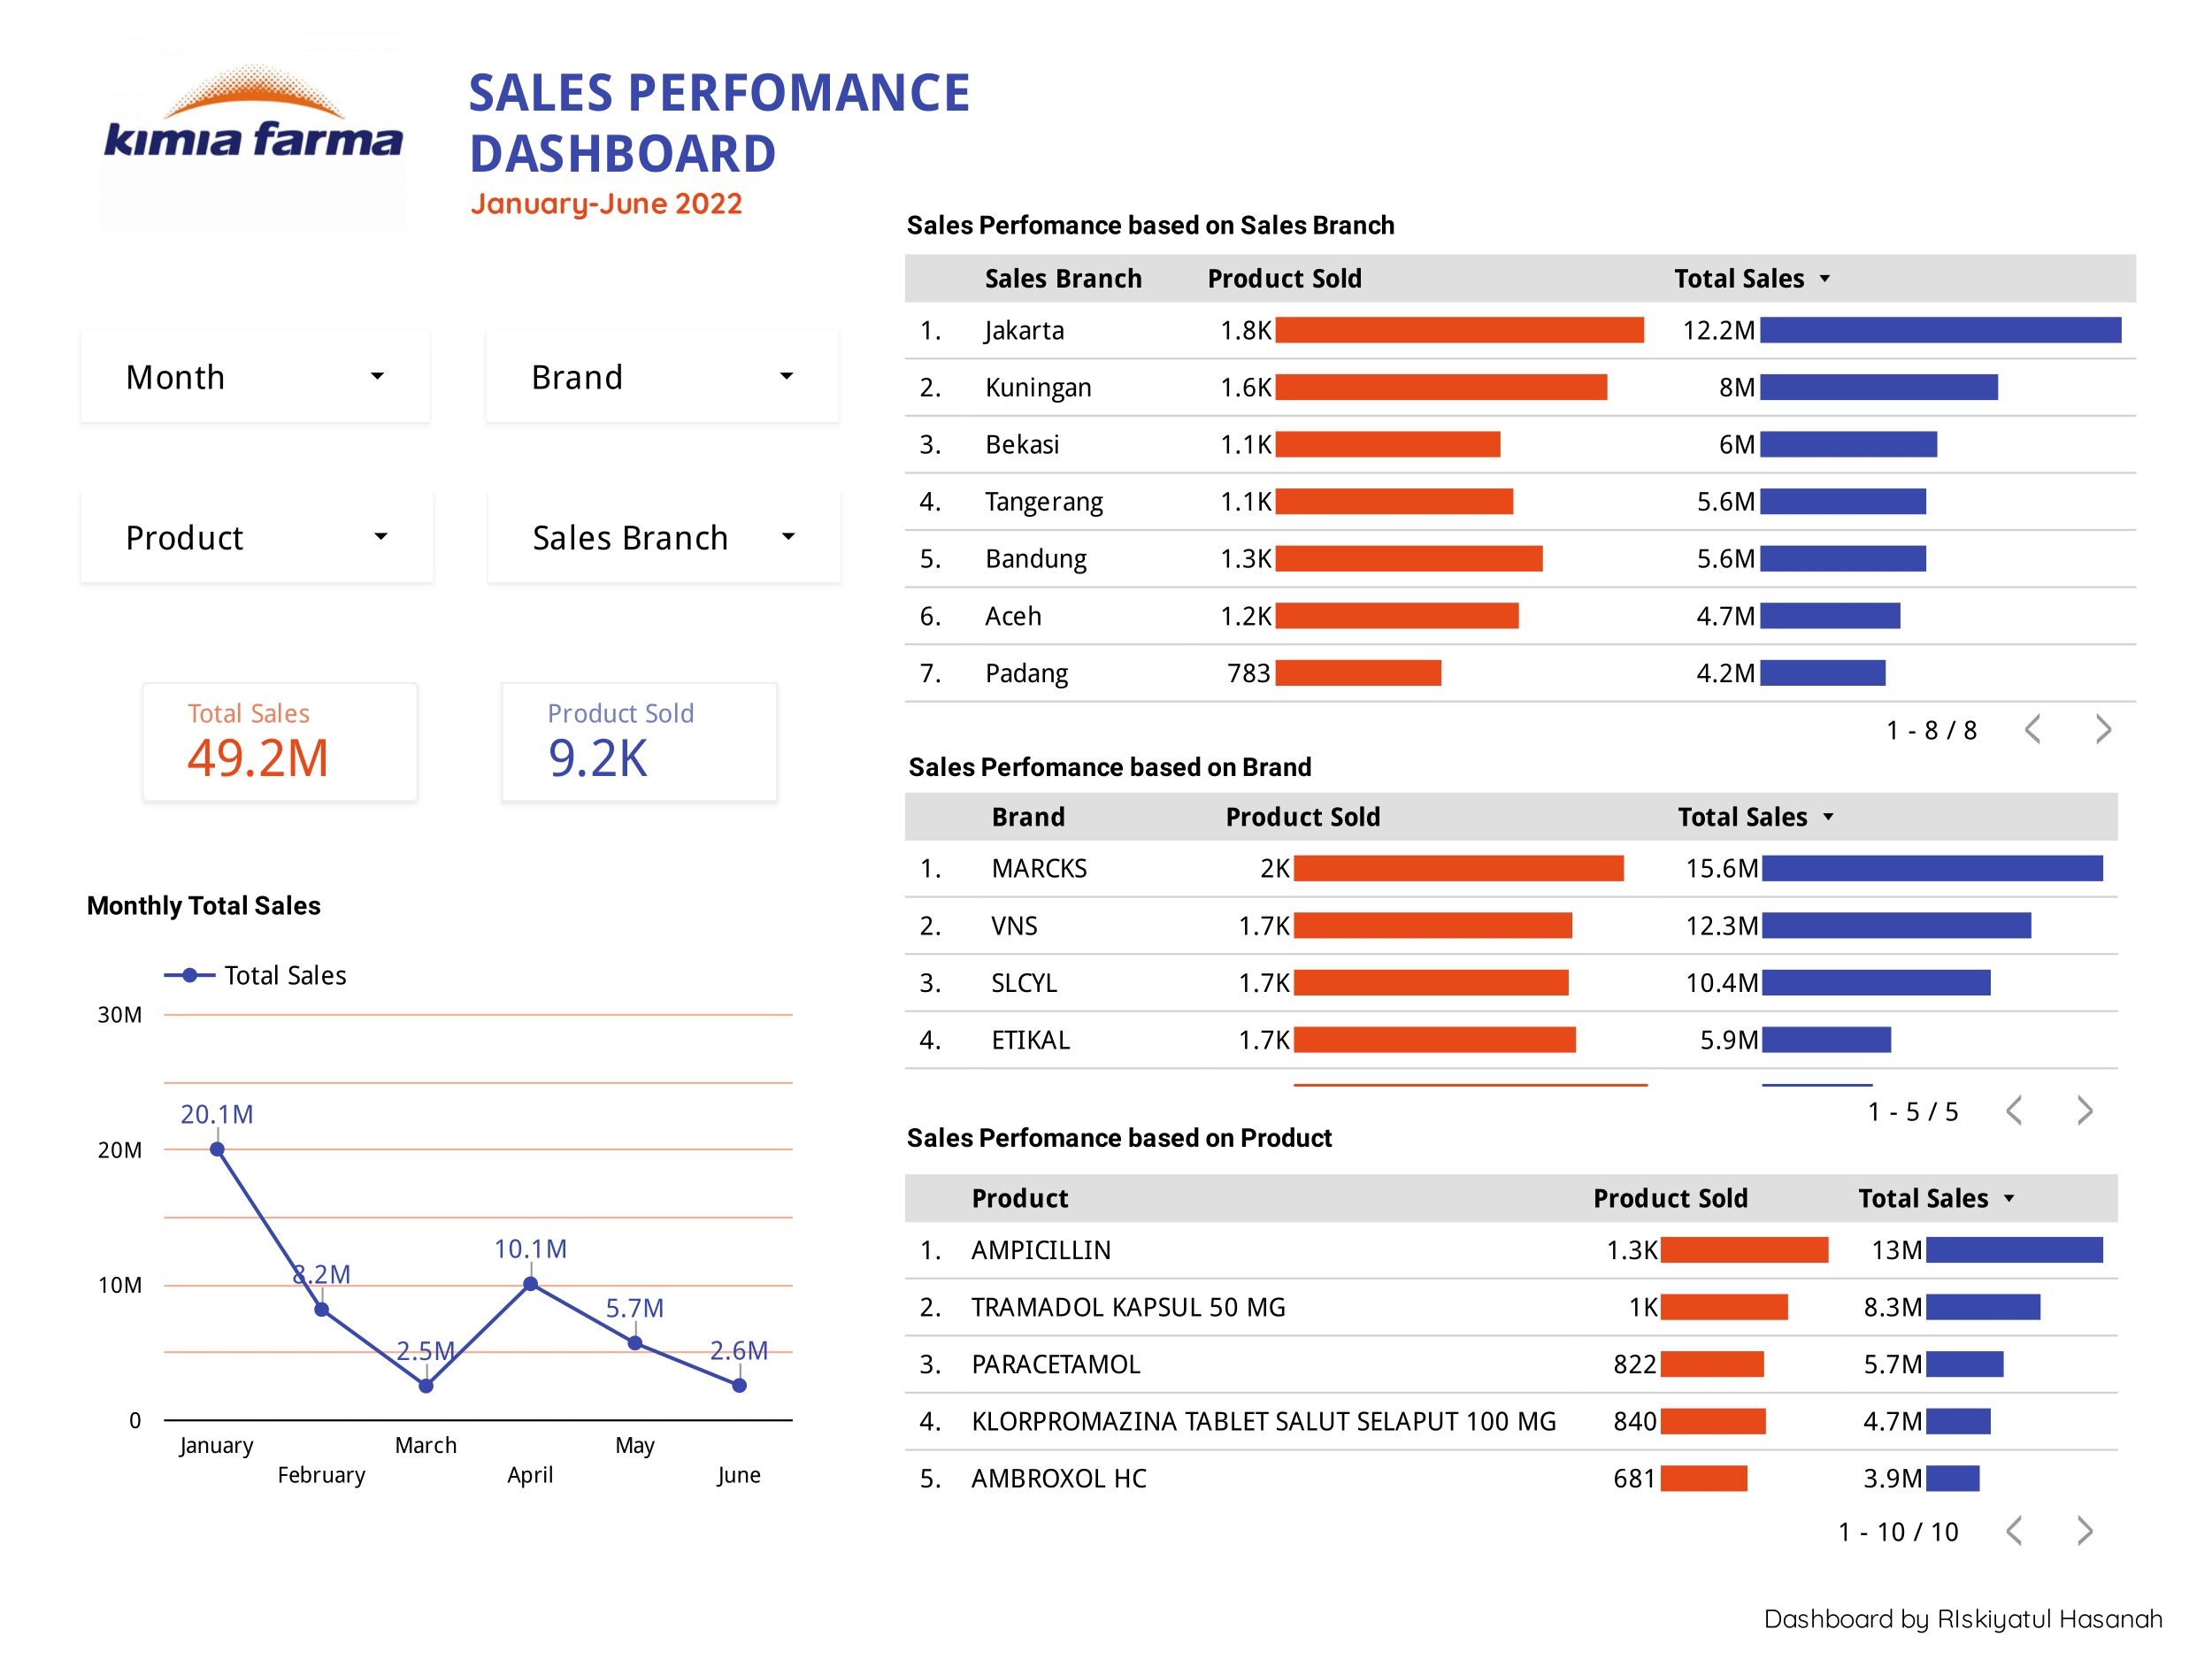 kimia farma
SALES PERFOMANCE
DASHBOARD
January-June 2022
Month
Brand
Product
Sales Branch
Total Sales
49.2M
Product Sold
9.2K
Monthly Total Sales
Total Sales
30M
20M
10M
0
20.1M
8.2M
2.5M
10.1M
5.7M
2.6M
January
February
March
April
May
June
Sales Perfomance based on Sales Branch
Sales Branch Product Sold Total Sales
1. Jakarta 1.8K 12.2M
2. Kuningan 1.6K 8M
3. Bekasi 1.1K 6M
4. Tangerang 1.1K 5.6M
5. Bandung 1.3K 5.6M
6. Aceh 1.2K 4.7M
7. Padang 783 4.2M
1 - 8 / 8
Sales Perfomance based on Brand
Brand Product Sold Total Sales
1. MARCKS 2K 15.6M
2. VNS 1.7K 12.3M
3. SLCYL 1.7K 10.4M
4. ETIKAL 1.7K 5.9M
1 - 5 / 5
Sales Perfomance based on Product
Product Product Sold Total Sales
1. AMPICILLIN 1.3K 13M
2. TRAMADOL KAPSUL 50 MG 1K 8.3M
3. PARACETAMOL 822 5.7M
4. KLORPROMAZINA TABLET SALUT SELAPUT 100 MG 840 4.7M
5. AMBROXOL HC 681 3.9M
1 - 10 / 10
Dashboard by RIskiyatul Hasanah